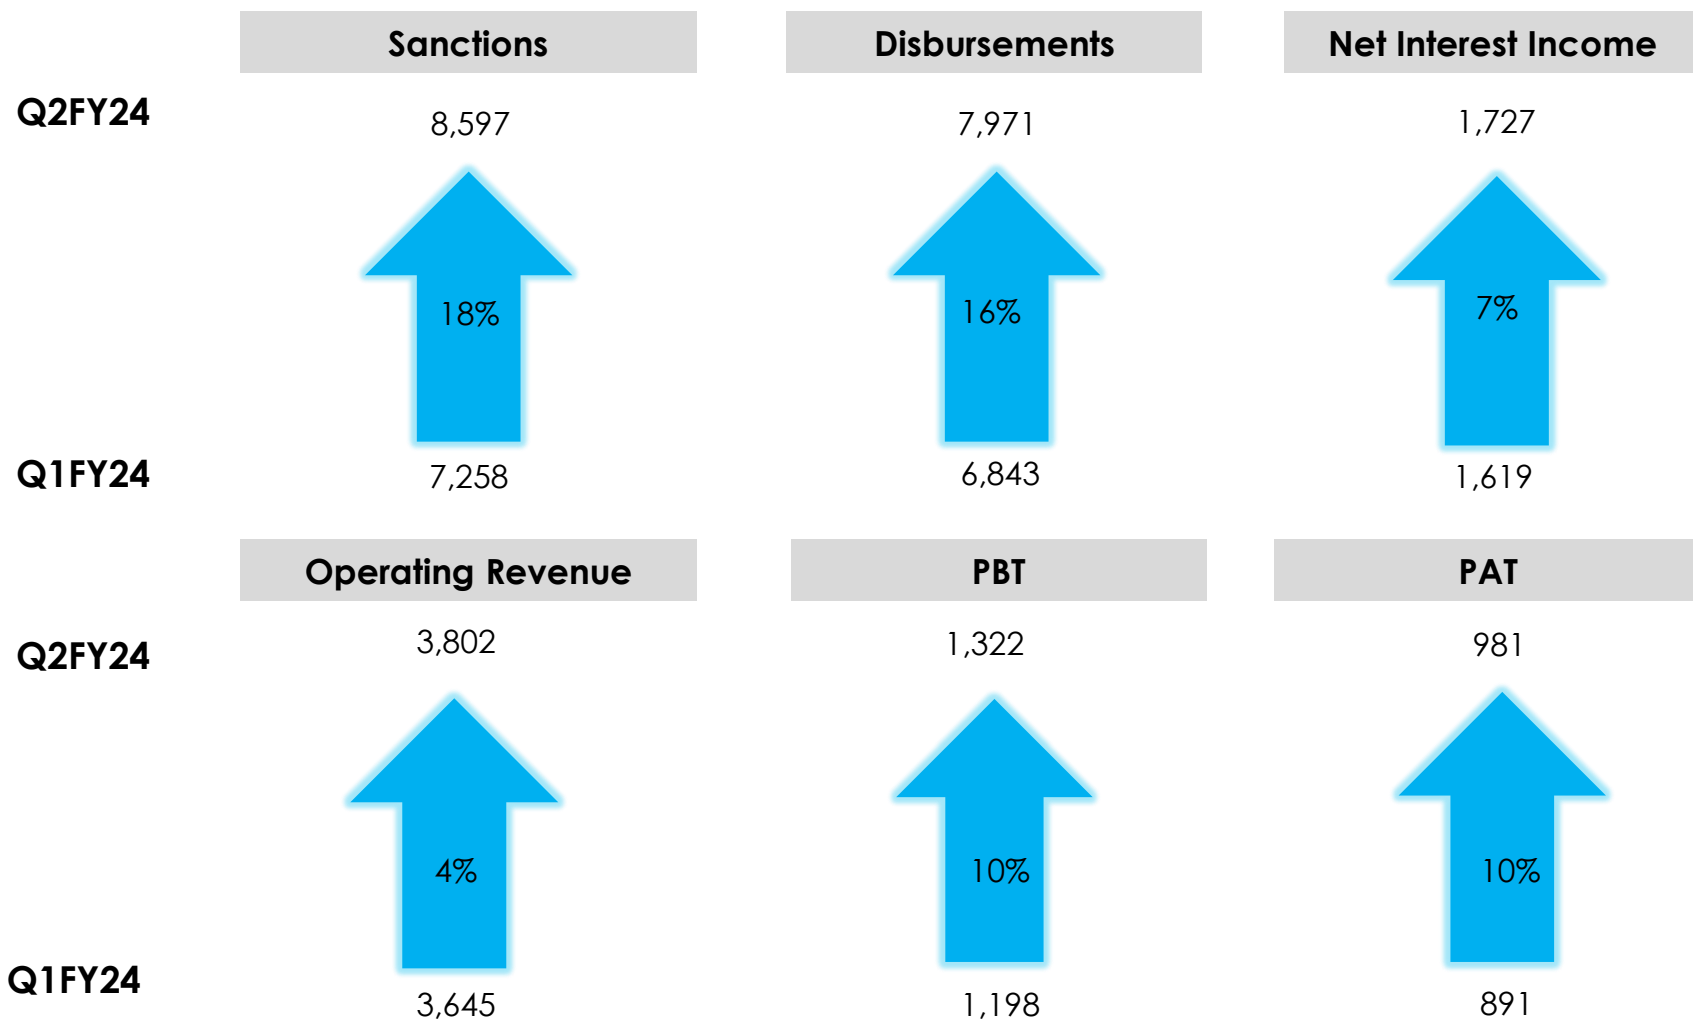 Sanctions Disbursements Net Interest Income
Q2FY24 8,597 7,971 1,727
18% 16% 7%
Q1FY24 7,258 6,843 1,619
Operating Revenue PBT PAT
Q2FY24 3,802 1,322 981
4% 10% 10%
Q1FY24 3,645 1,198 891